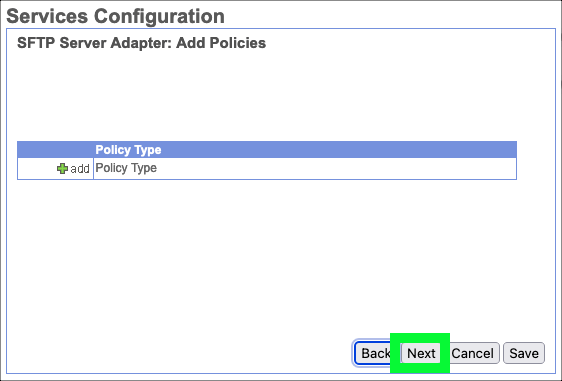 Services Configuration
SFTP Server Adapter: Add Policies
Policy Type
add Policy Type
Back Next Cancel Save